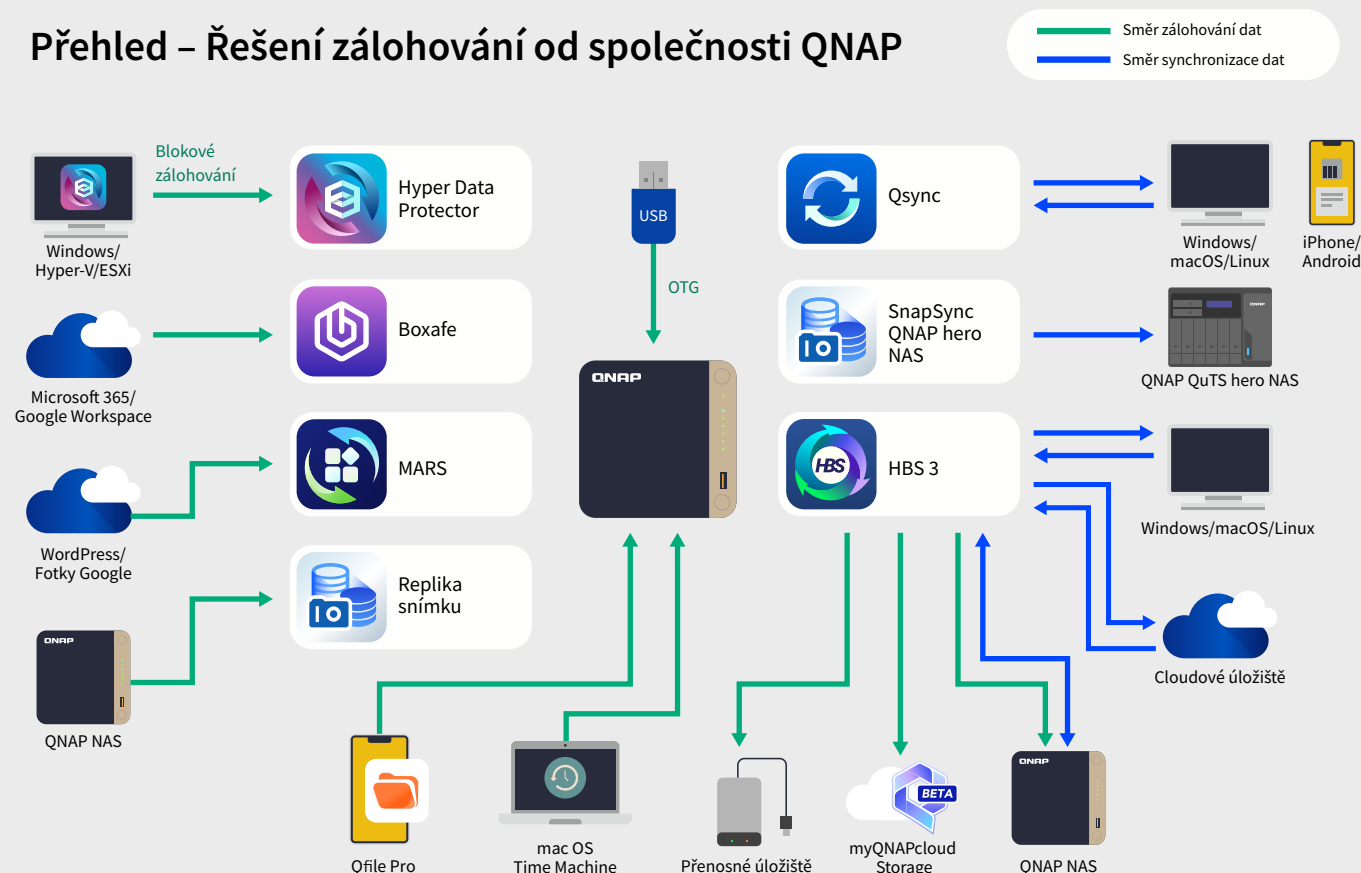 Přehled – Řešení zálohování od společnosti QNAP
Směr zálohování dat
Směr synchronizace dat
Blokové
zálohování
Windows/
Hyper-V/ESXi
Hyper Data
Protector
Microsoft 365/
Google Workspace
Boxafe
WordPress/
Fotky Google
MARS
QNAP
QNAP NAS
Replika
snímku
USB
OTG
QNAP
Qsync
Windows/
macOS/Linux
iPhone/
Android
SnapSync
QNAP hero
NAS
QNAP
QNAP QuTS hero NAS
HBS
HBS 3
Windows/macOS/Linux
Cloudové úložiště
Qfile Pro
mac OS
Time Machine
Přenosné úložiště
BETA
myQNAPcloud
Storage
QNAP
QNAP NAS